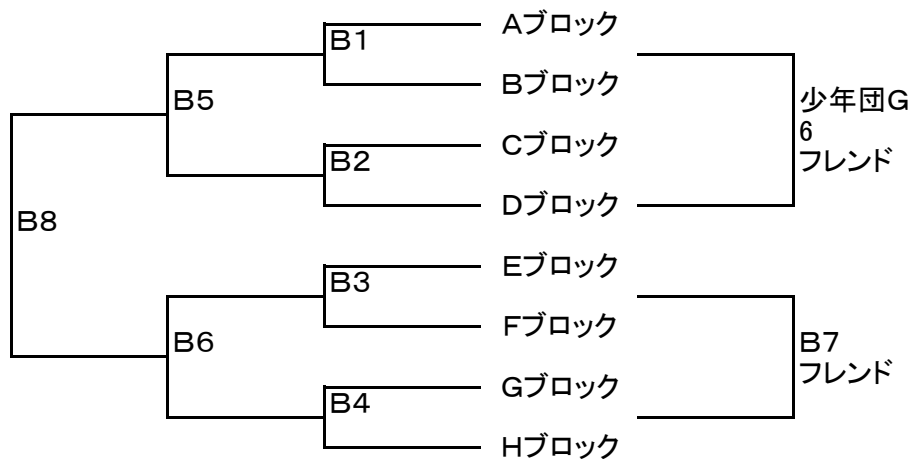 Aブロック
B1
Bブロック
B5
少年団G
6
フレンド
Cブロック
B2
Dブロック
B8
Eブロック
B3
Fブロック
B6
B7
フレンド
Gブロック
B4
Hブロック